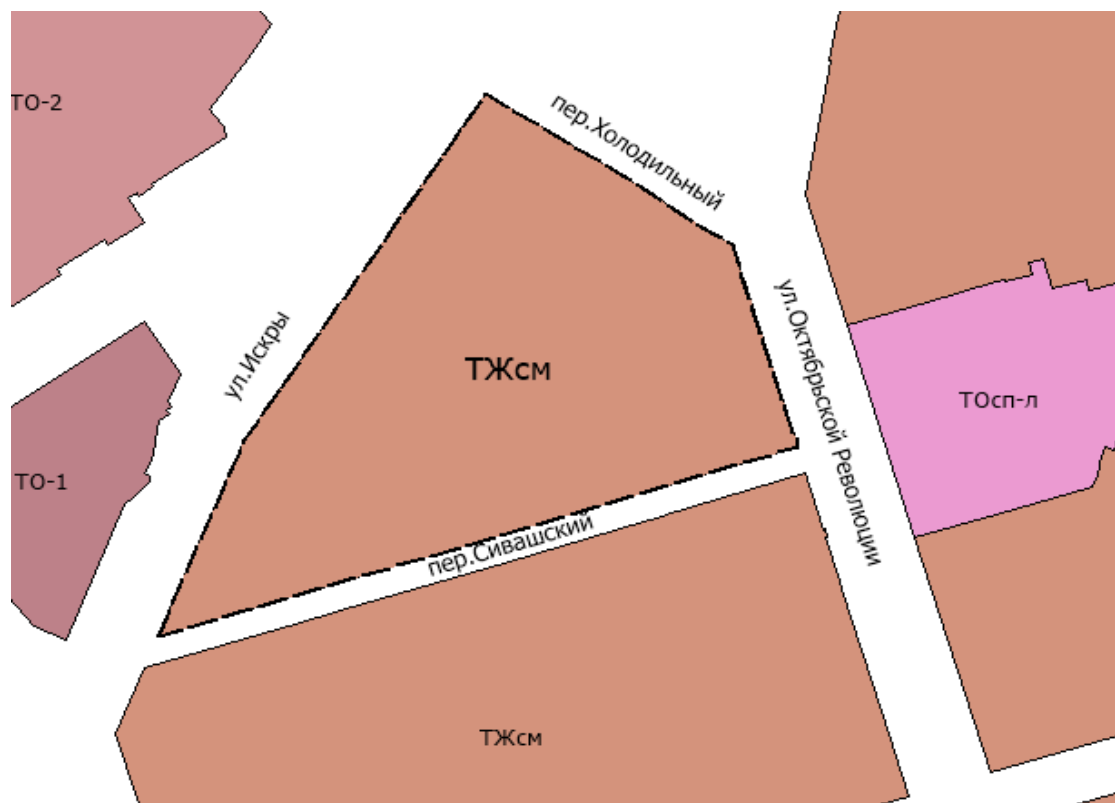 ТО-2
пер.Холодильный
ул.Искры
ТЖсм
ул.Октябрьской Революции
ТОсп-л
ТО-1
пер.Сивашский
ТЖсм